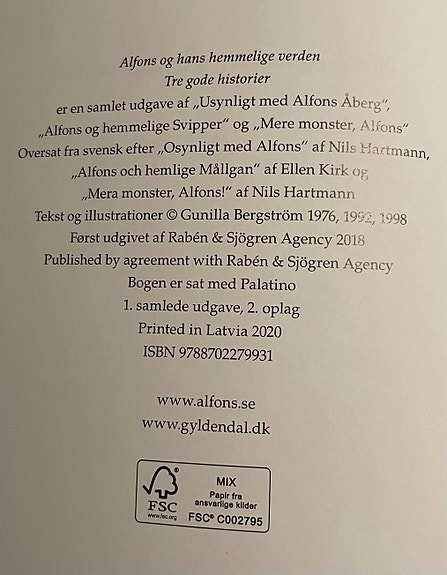 Alfons og hans hemmelige verden
Tre gode historier
er en samlet udgave af „Usynligt med Alfons Åberg“,
„Alfons og hemmelige Svipper“ og „Mere monster, Alfons“
Oversat fra svensk efter „Osynligt med Alfons“ af Nils Hartmann,
„Alfons och hemlige Mållgan“ af Ellen Kirk og
„Mera monster, Alfons!“ af Nils Hartmann
Tekst og illustrationer © Gunilla Bergström 1976, 1992, 1998
Først udgivet af Rabén & Sjögren Agency 2018
Published by agreement with Rabén & Sjögren Agency
Bogen er sat med Palatino
1. samlede udgave, 2. oplag
Printed in Latvia 2020
ISBN 9788702279931
www.alfons.se
www.gyldendal.dk
FSC
www.fsc.org
MIX
Papir fra
ansvarlige kilder
FSC® C002795